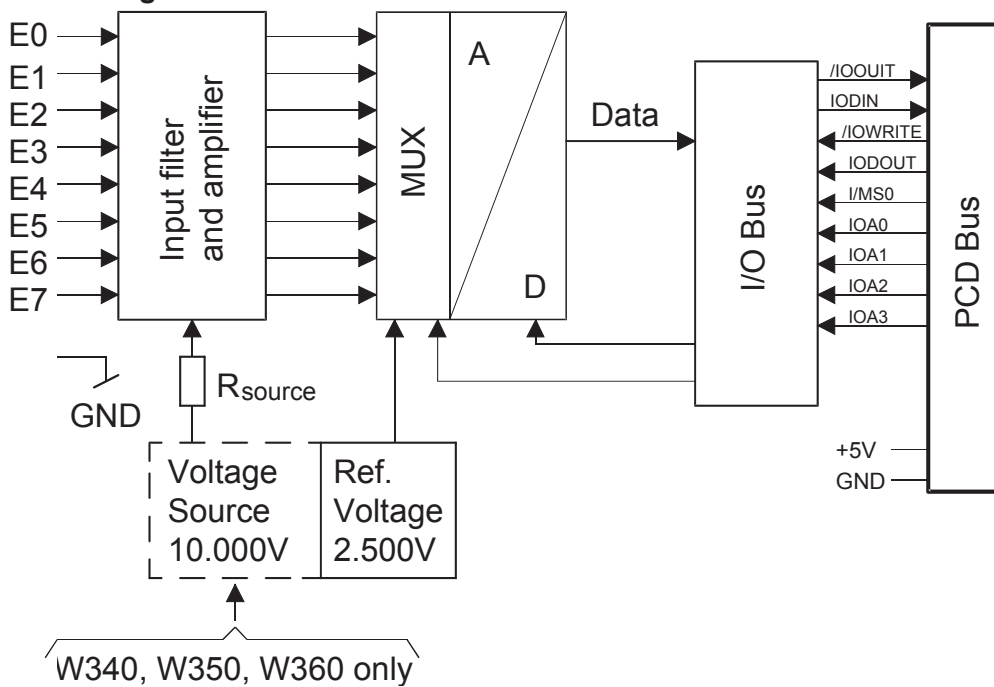 E0
E1
E2
E3
E4
E5
E6
E7
Input filter
and amplifier
MUX
A
D
Data
I/O Bus
/IOOUIT
IODIN
/IOWRITE
IODOUT
I/MS0
IOA0
IOA1
IOA2
IOA3
PCD Bus
+5V
GND
GND
Rsource
Voltage
Source
10.000V
Ref.
Voltage
2.500V
W340, W350, W360 only